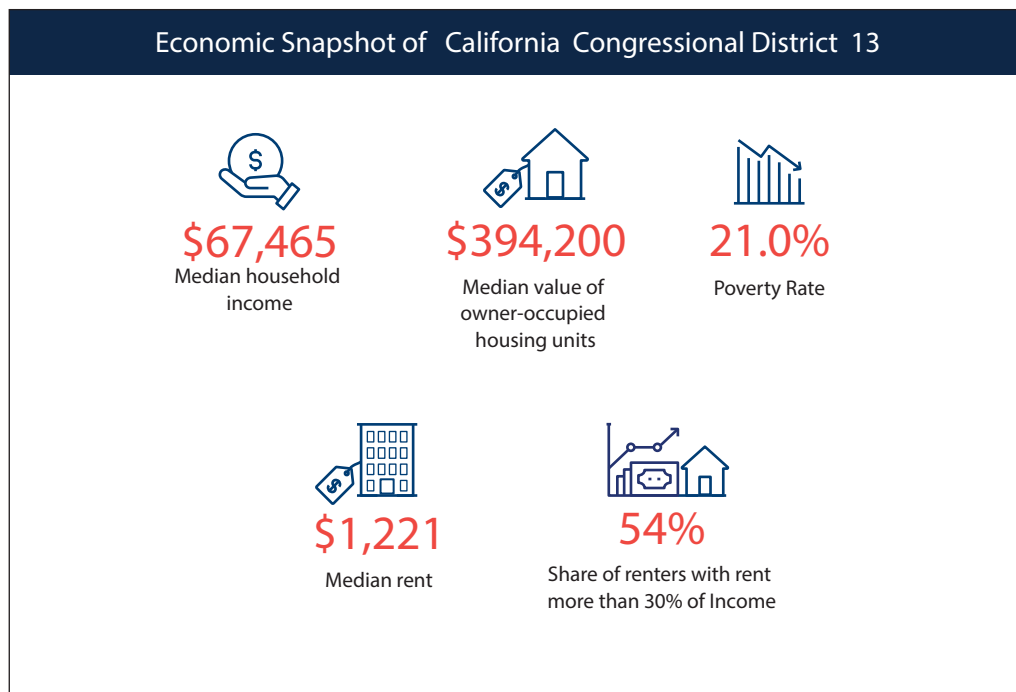 Economic Snapshot of California Congressional District 13
$
$
$67,465
Median household
income
$394,200
Median value of
owner-occupied
housing units
21.0%
Poverty Rate
$
$1,221
Median rent
54%
Share of renters with rent
more than 30% of Income